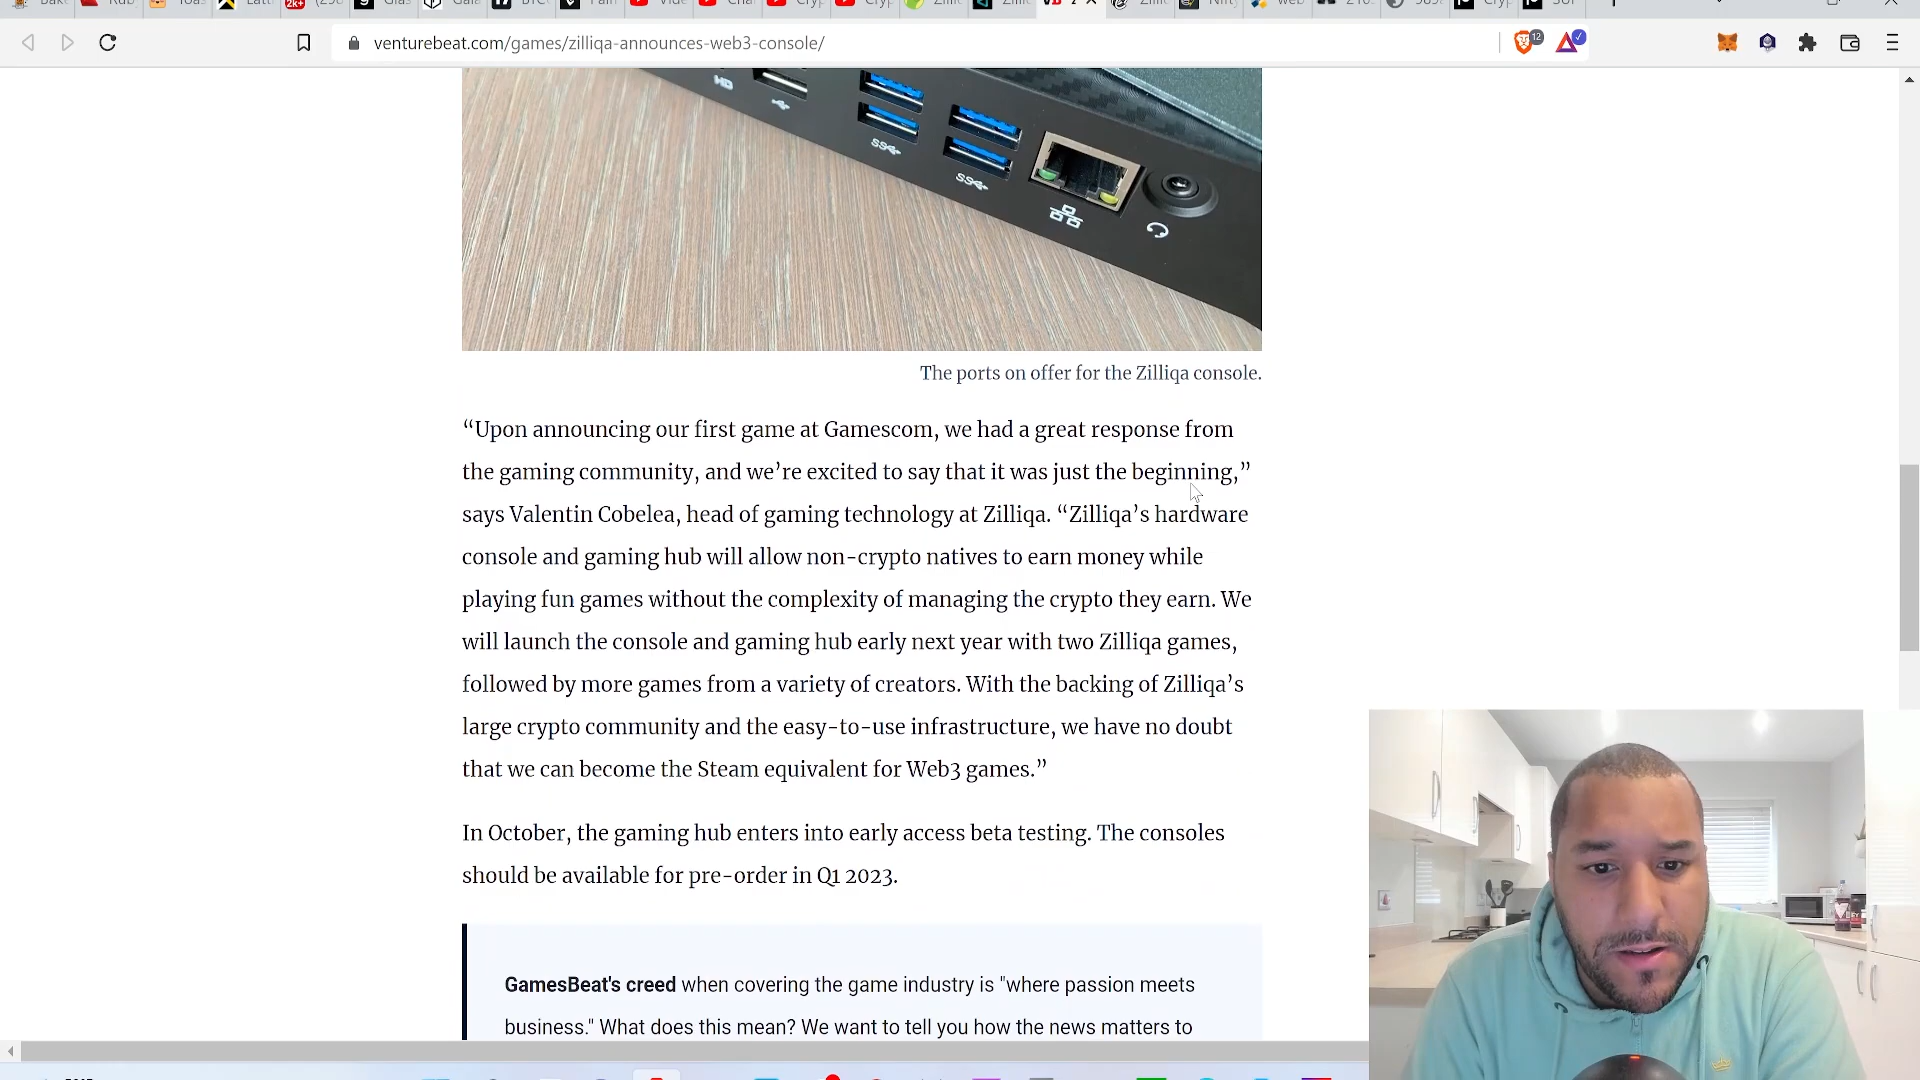 venturebeat.com/games/zilliqa-announces-web3-console/
12
HD
The ports on offer for the Zilliqa console.
“Upon announcing our first game at Gamescom, we had a great response from
the gaming community, and we’re excited to say that it was just the beginning,”
says Valentin Cobelea, head of gaming technology at Zilliqa. “Zilliqa’s hardware
console and gaming hub will allow non-crypto natives to earn money while
playing fun games without the complexity of managing the crypto they earn. We
will launch the console and gaming hub early next year with two Zilliqa games,
followed by more games from a variety of creators. With the backing of Zilliqa’s
large crypto community and the easy-to-use infrastructure, we have no doubt
that we can become the Steam equivalent for Web3 games.”
In October, the gaming hub enters into early access beta testing. The consoles
should be available for pre-order in Q1 2023.
GamesBeat's creed when covering the game industry is "where passion meets
business." What does this mean? We want to tell you how the news matters to